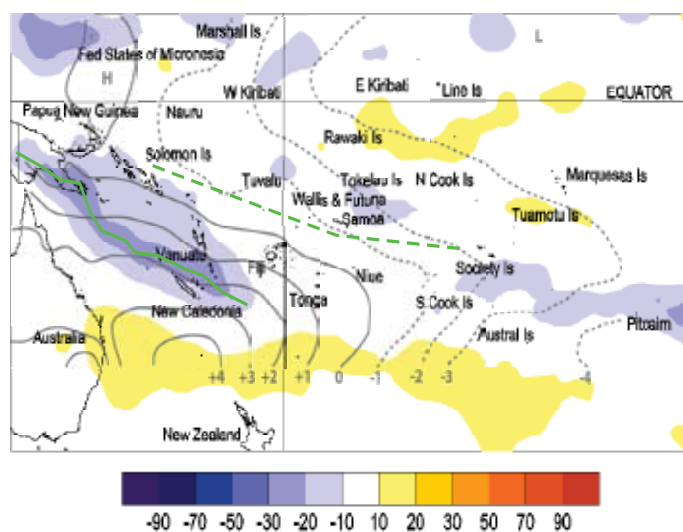 Marshall Is
L
Fed States of Micronesia
H
W Kiribati
E Kiribati
Line Is
EQUATOR
Papua New Guinea
Nauru
Rawaki Is
Solomon Is
Tuvalu
Tokelau Is
N Cook Is
Marquesas Is
Wallis & Futuna
Samoa
Tuamotu Is
Vanuatu
Fiji
Niue
Society Is
Tonga
S Cook Is
New Caledonia
Pitcairn
Australia
Austral Is
+4 +3 +2 +1 0 -1 -2 -3 -4
New Zealand
-90 -70 -50 -30 -20 -10 10 20 30 50 70 90